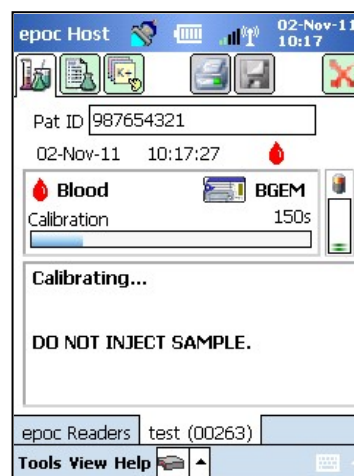 epoc Host 02-Nov-11
10:17
K+
Pat ID 987654321
02-Nov-11 10:17:27
Blood BGEM
Calibration 150s
Calibrating...
DO NOT INJECT SAMPLE.
epoc Readers test (00263)
Tools View Help